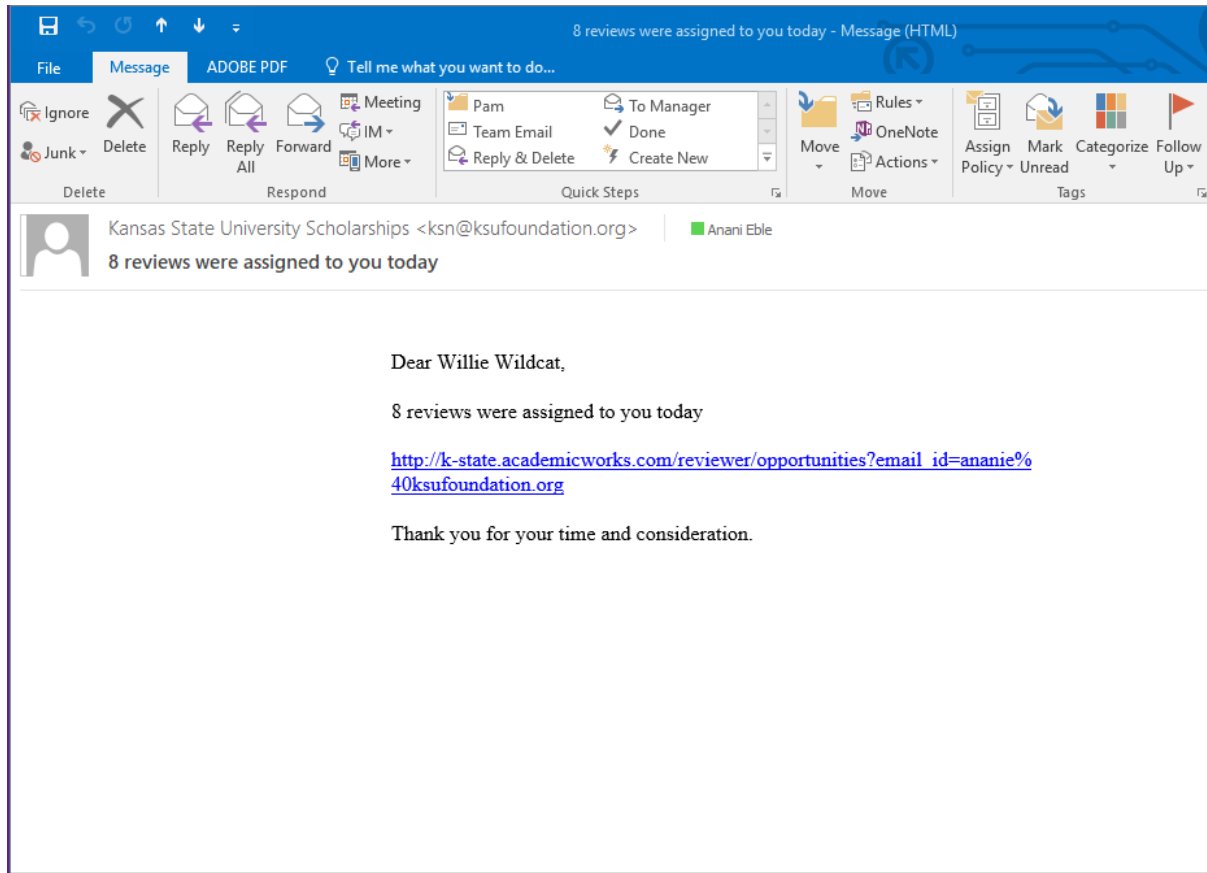 8 reviews were assigned to you today - Message (HTML)
File Message ADOBE PDF Tell me what you want to do...
Ignore
Junk
Delete
Delete
Reply
Reply All
Forward
Meeting
IM
More
Respond
Pam
Team Email
Reply & Delete
To Manager
Done
Create New
Quick Steps
Move
Rules
OneNote
Actions
Move
Assign Policy
Mark Unread
Categorize
Follow Up
Tags
Kansas State University Scholarships <ksn@ksufoundation.org> Anani Eble
8 reviews were assigned to you today
Dear Willie Wildcat,
8 reviews were assigned to you today
http://k-state.academicworks.com/reviewer/opportunities?email_id=ananie%
40ksufoundation.org
Thank you for your time and consideration.